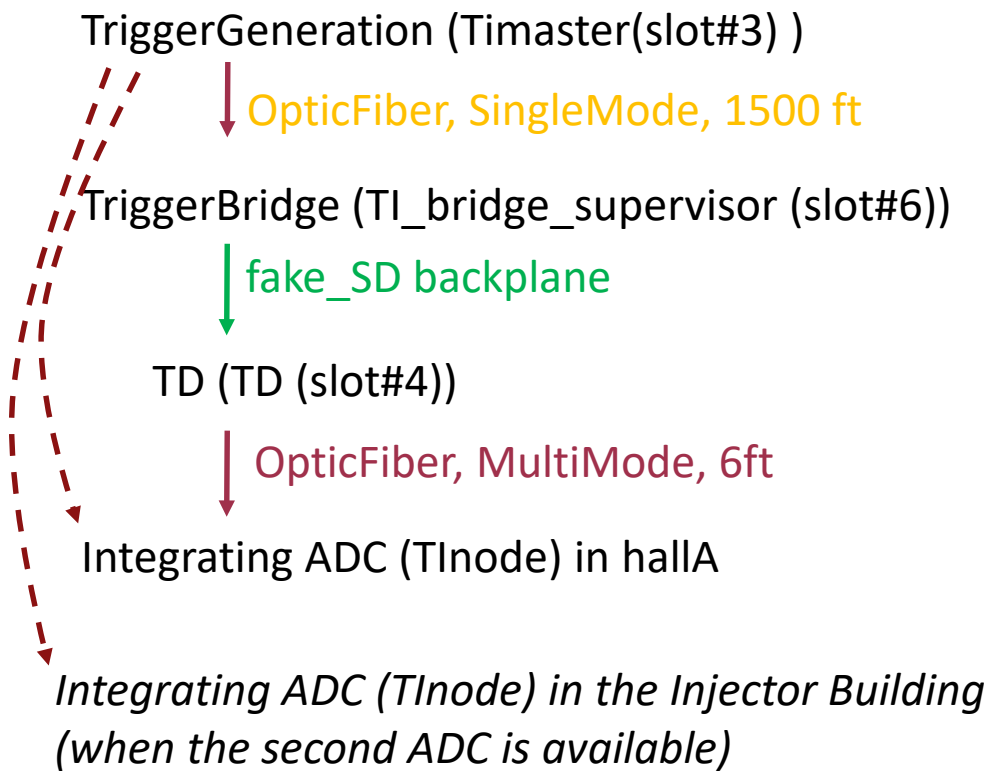 TriggerGeneration (Timaster(slot#3) )
OpticFiber, SingleMode, 1500 ft
TriggerBridge (TI_bridge_supervisor (slot#6))
fake_SD backplane
TD (TD (slot#4))
OpticFiber, MultiMode, 6ft
Integrating ADC (TInode) in hallA
Integrating ADC (TInode) in the Injector Building
(when the second ADC is available)